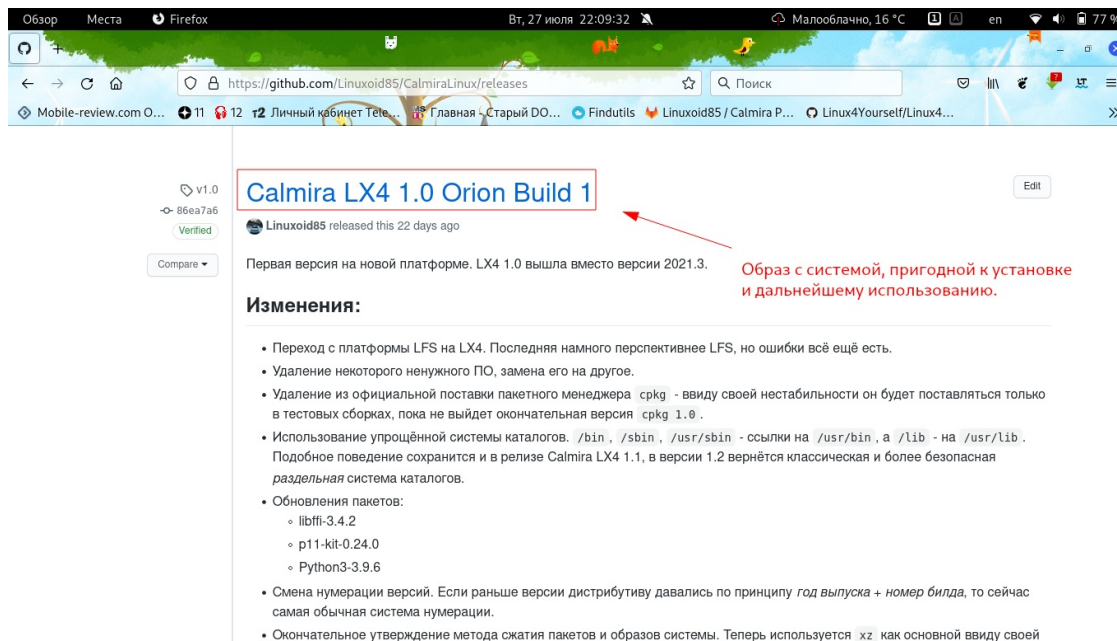 Обзор Места Firefox Вт, 27 июля 22:09:32 Малооблачно, 16 °C 1 A en 77 %
https://github.com/Linuxoid85/CalmiraLinux/releases Поиск 7
Mobile-review.com O... 11 12 т2 Личный кабинет Tele... Главная - Старый DO... Findutils Linuxoid85 / Calmira P... Linux4Yourself/Linux4...
v1.0
86ea7a6
Verified
Compare
Calmira LX4 1.0 Orion Build 1
Edit
Linuxoid85 released this 22 days ago
Первая версия на новой платформе. LX4 1.0 вышла вместо версии 2021.3.
Образ с системой, пригодной к установке
и дальнейшему использованию.
Изменения:
• Переход с платформы LFS на LX4. Последняя намного перспективнее LFS, но ошибки всё ещё есть.
• Удаление некоторого ненужного ПО, замена его на другое.
• Удаление из официальной поставки пакетного менеджера cpkg - ввиду своей нестабильности он будет поставляться только
в тестовых сборках, пока не выйдет окончательная версия cpkg 1.0 .
• Использование упрощённой системы каталогов. /bin , /sbin , /usr/sbin - ссылки на /usr/bin , а /lib - на /usr/lib .
Подобное поведение сохранится и в релизе Calmira LX4 1.1, в версии 1.2 вернётся классическая и более безопасная
раздельная система каталогов.
• Обновления пакетов:
◦ libffi-3.4.2
◦ p11-kit-0.24.0
◦ Python3-3.9.6
• Смена нумерации версий. Если раньше версии дистрибутиву давались по принципу год выпуска + номер билда, то сейчас
самая обычная система нумерации.
• Окончательное утверждение метода сжатия пакетов и образов системы. Теперь используется xz как основной ввиду своей